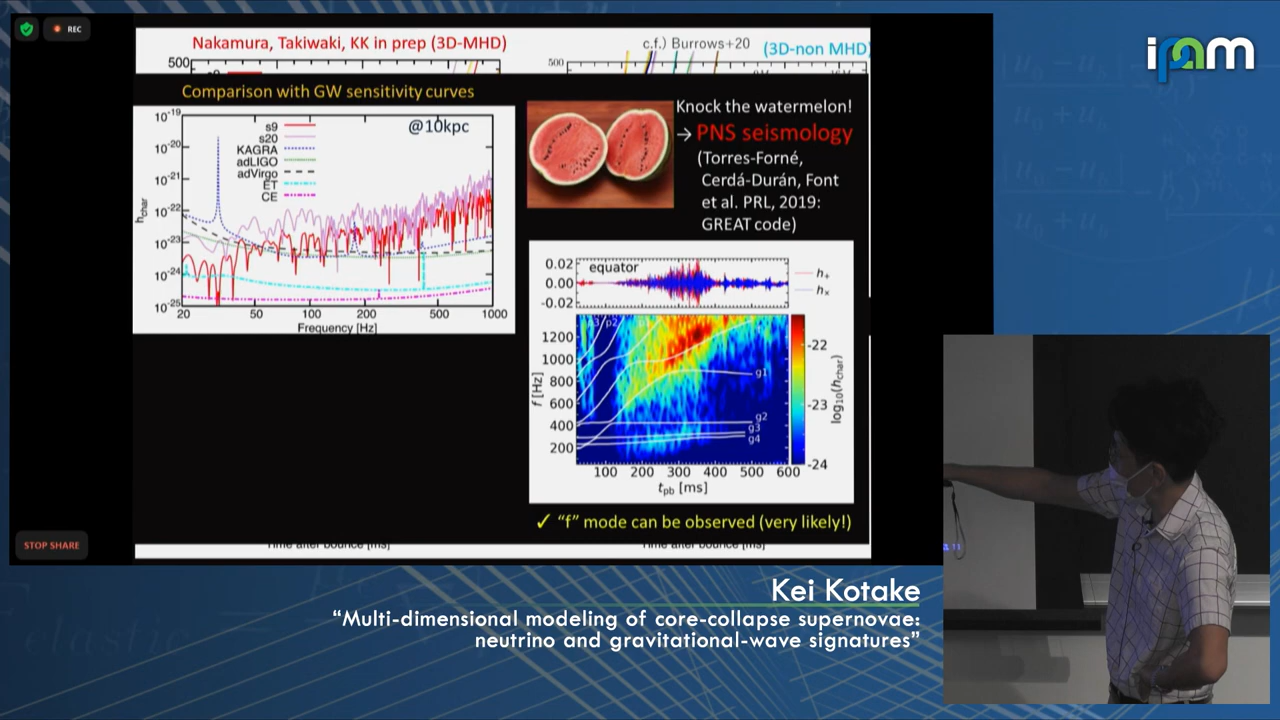 REC
ipam
Nakamura, Takiwaki, KK in prep (3D-MHD)
c.f.) Burrows+20
(3D-non MHD)
500
500
Comparison with GW sensitivity curves
@10kpc
s9
s20
KAGRA
adLIGO
adVirgo
ET
CE
10-19
10-20
10-21
10-22
10-23
10-24
10-25
hchar
20
50
100
200
500
1000
Frequency [Hz]
Knock the watermelon!
→ PNS seismology
(Torres-Forné,
Cerdá-Durán, Font
et al. PRL, 2019:
GREAT code)
0.02
0.00
-0.02
equator
h+
h×
1200
1000
800
600
400
200
f [Hz]
p2
g1
g2
g3
g4
-22
-23
-24
log10(hchar)
100
200
300
400
500
600
tpb [ms]
✓ "f" mode can be observed (very likely!)
Time after bounce [ms]
Time after bounce [ms]
STOP SHARE
11
Kei Kotake
“Multi-dimensional modeling of core-collapse supernovae:
neutrino and gravitational-wave signatures”
elastic